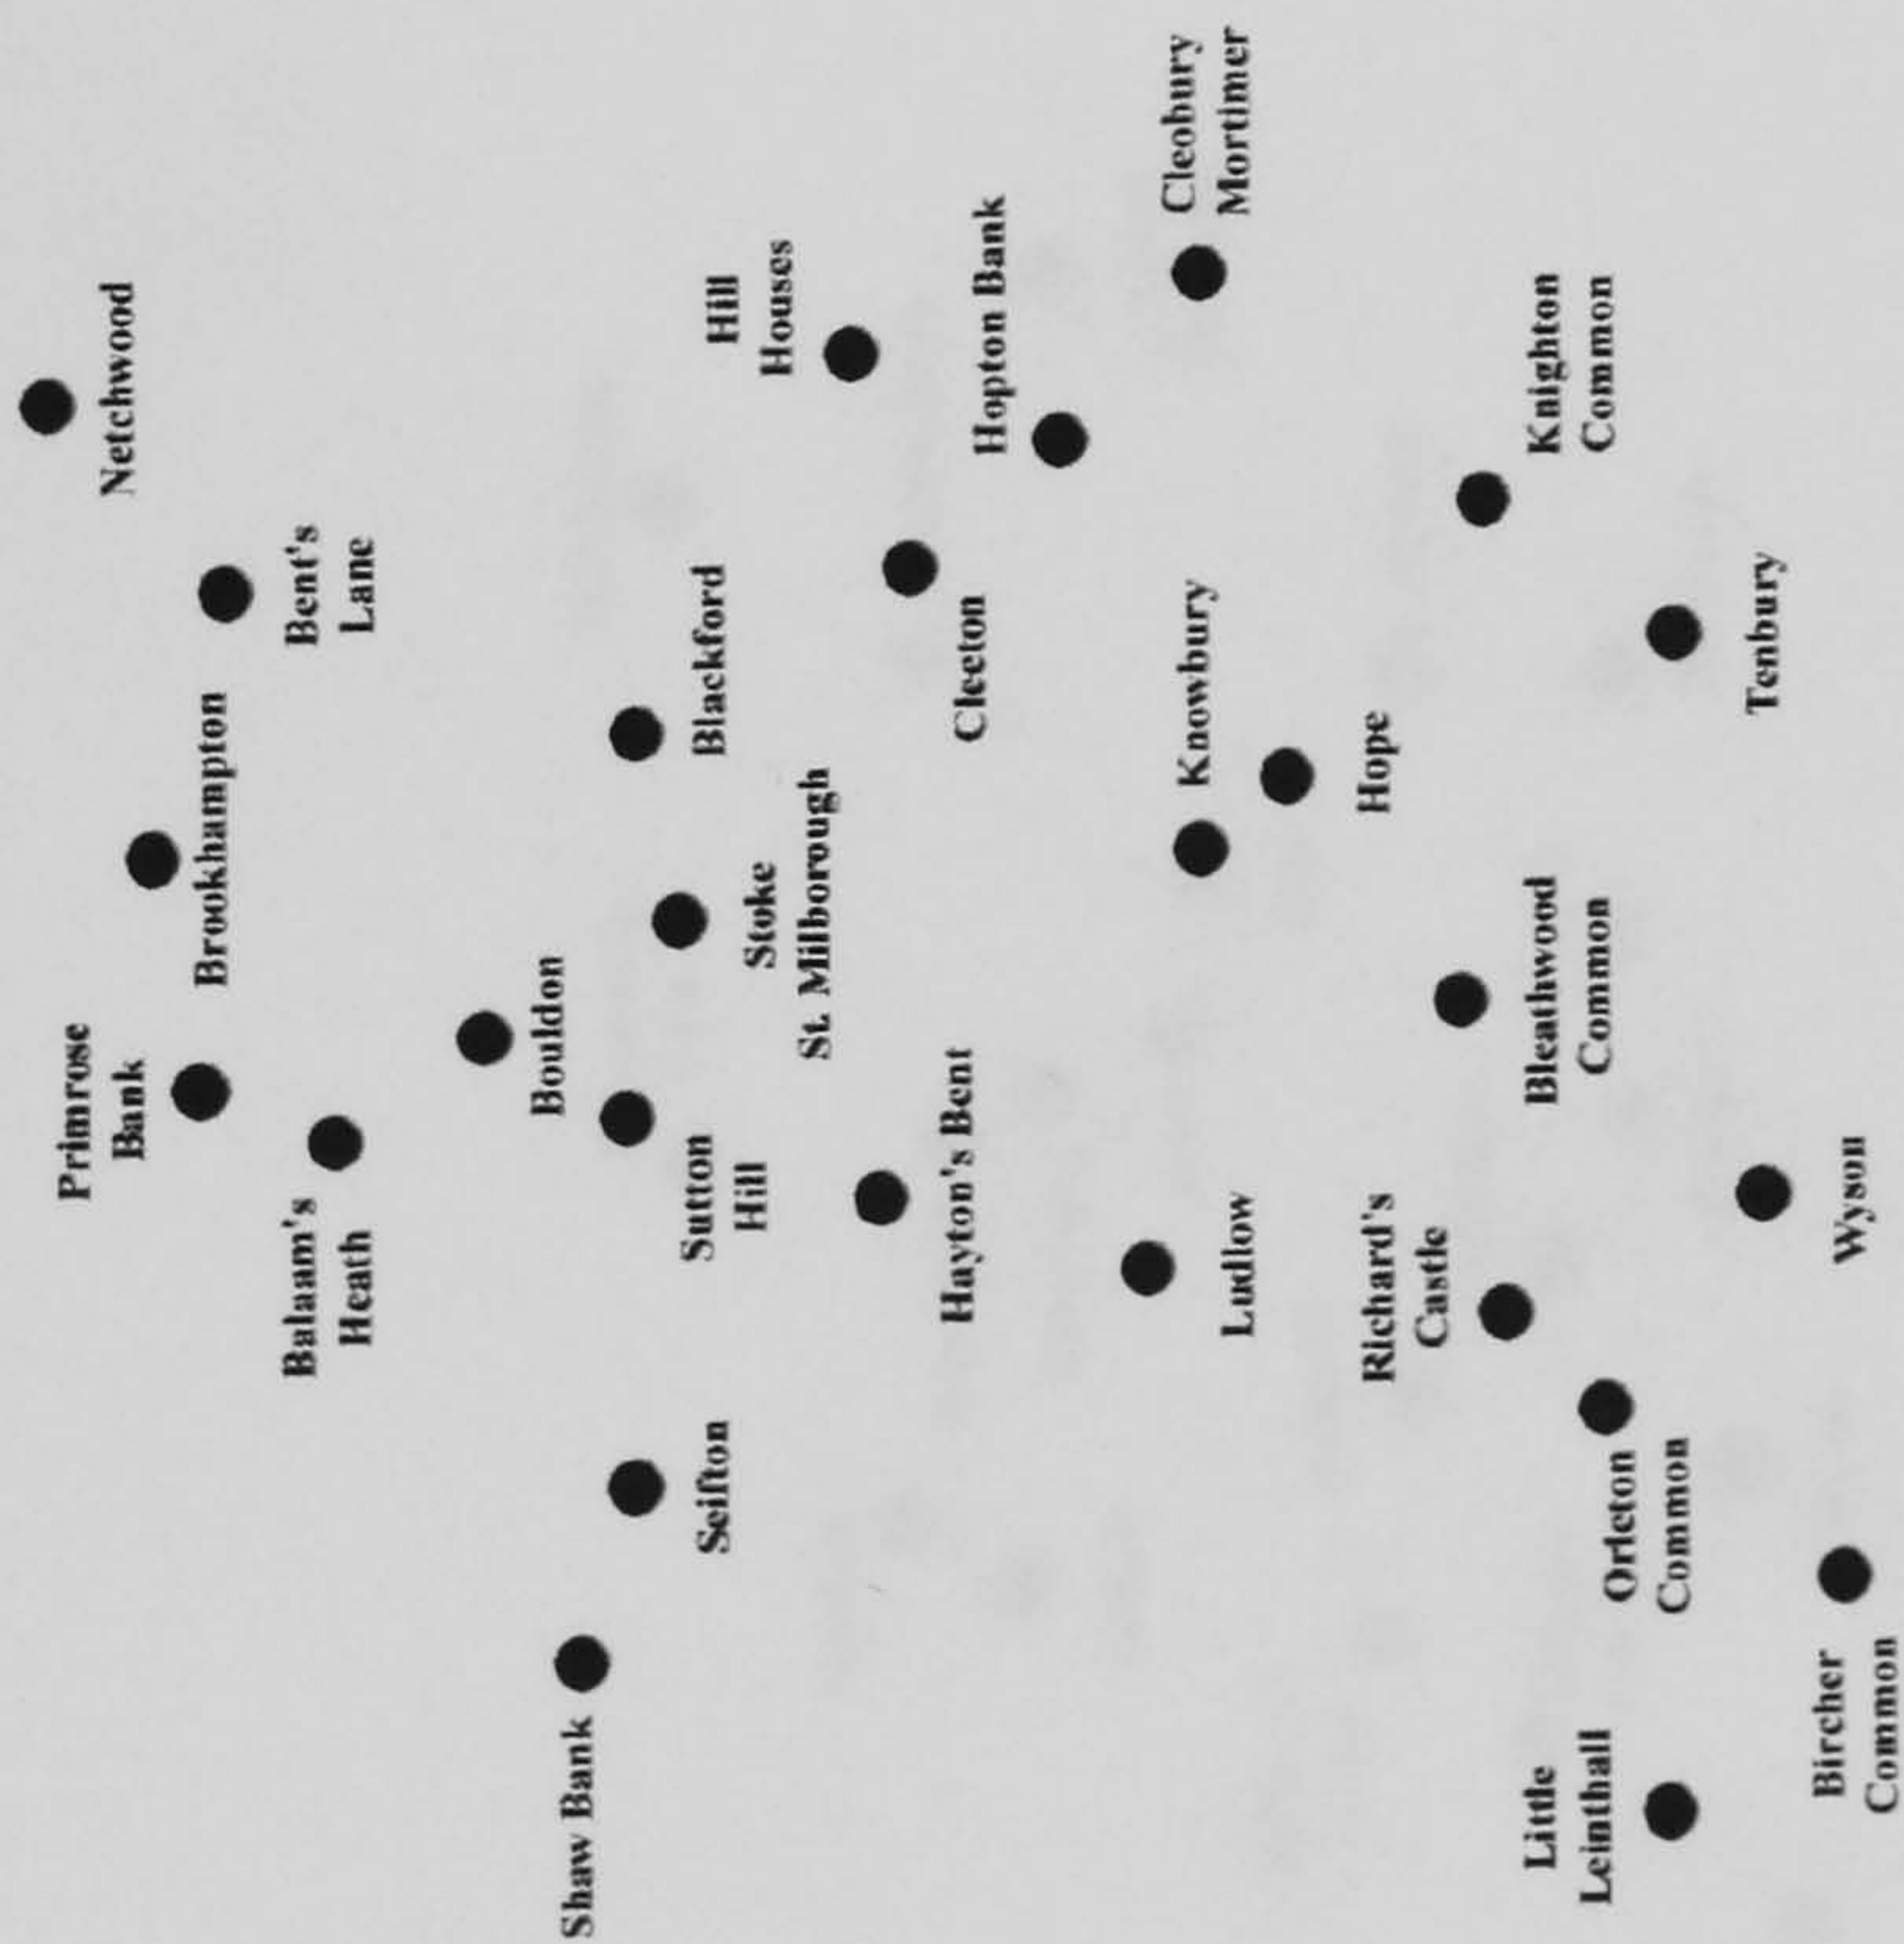 Netchwood
Bent's
Lane
Brookhampton
Primrose
Bank
Balaam's
Heath
Bouldon
Blackford
Stoke
St. Milborough
Sutton
Hill
Seifton
Shaw Bank
Hill
Houses
Cleeton
Hayton's Bent
Hopton Bank
Cleobury
Mortimer
Knowbury
Ludlow
Hope
Knighton
Common
Bleathwood
Common
Richard's
Castle
Tenbury
Orleton
Common
Wyson
Little
Leinthall
Bircher
Common